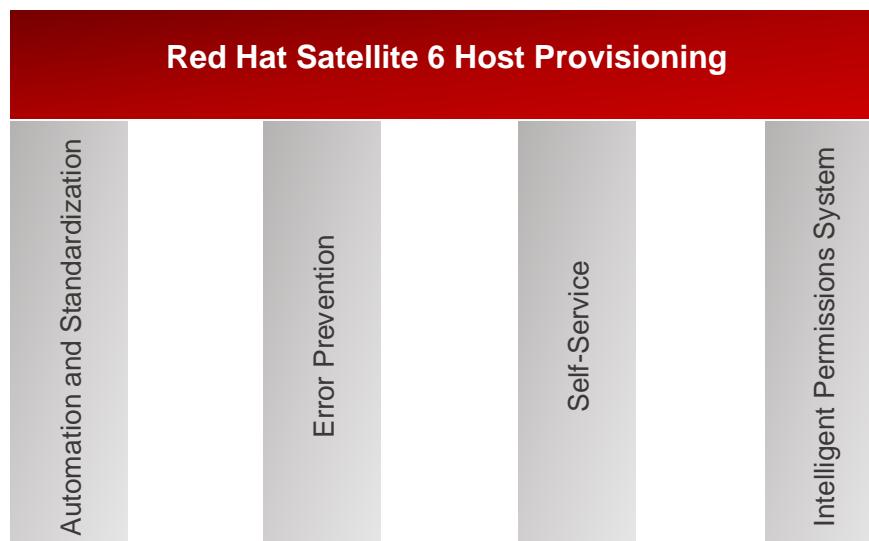 Red Hat Satellite 6 Host Provisioning
Automation and Standardization
Error Prevention
Self-Service
Intelligent Permissions System